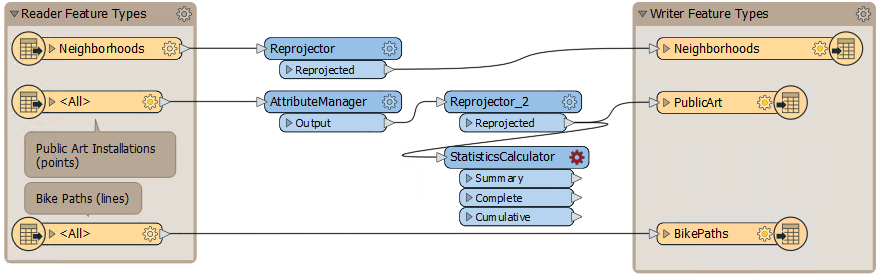 Reader Feature Types
Writer Feature Types
Neighborhoods
Reprojector
Reprojected
Neighborhoods
<All>
AttributeManager
Output
Reprojector_2
Reprojected
PublicArt
Public Art Installations
(points)
StatisticsCalculator
Summary
Complete
Cumulative
Bike Paths (lines)
<All>
BikePaths